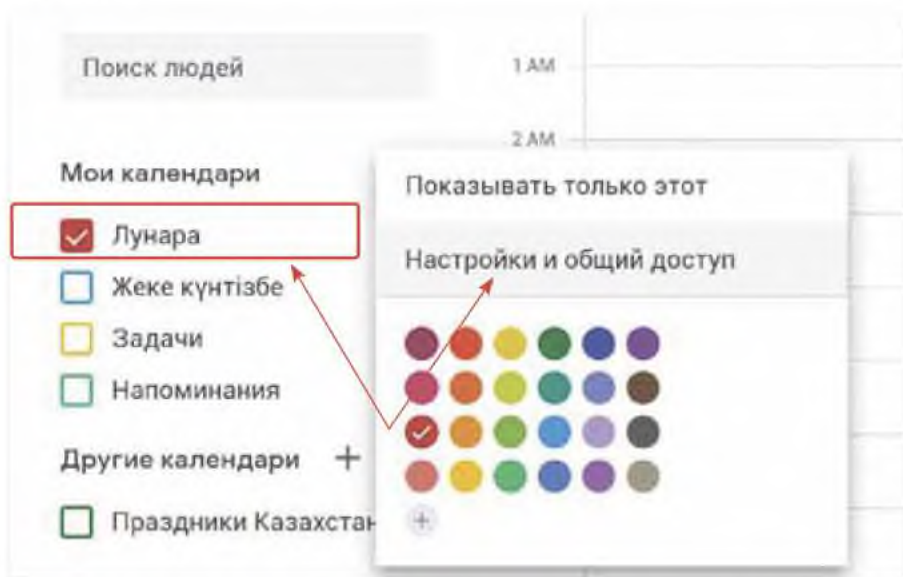 Поиск людей
1 AM
2 AM
Мои календари
Лунара
Жеке күнтізбе
Задачи
Напоминания
Другие календари +
Праздники Казахстан
Показывать только этот
Настройки и общий доступ